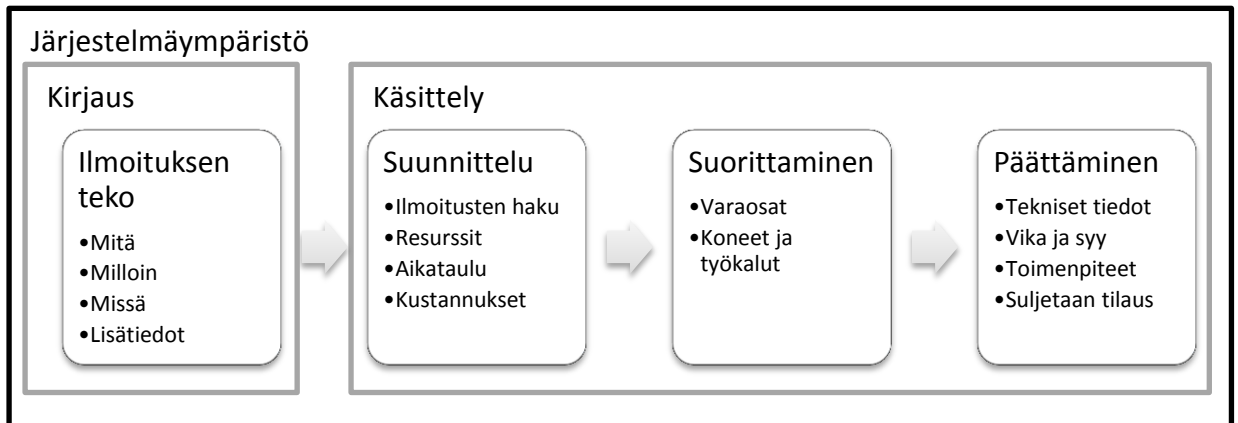 Järjestelmäympäristö
Kirjaus
Ilmoituksen
teko
•Mitä
•Milloin
•Missä
•Lisätiedot
Käsittely
Suunnittelu
•Ilmoitusten haku
•Resurssit
•Aikataulu
•Kustannukset
Suorittaminen
•Varaosat
•Koneet ja
työkalut
Päättäminen
•Tekniset tiedot
•Vika ja syy
•Toimenpiteet
•Suljetaan tilaus